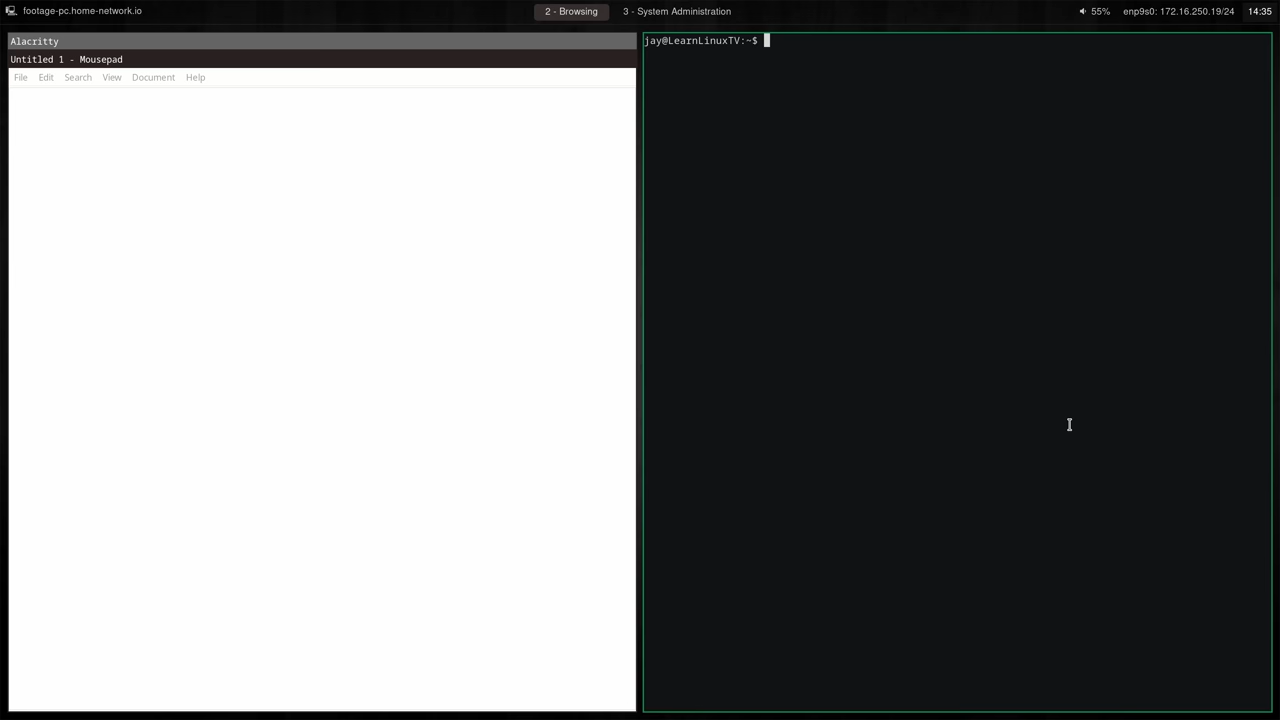 footage-pc.home-network.io
2 - Browsing
3 - System Administration
55%
enp9s0: 172.16.250.19/24
14:35
Alacritty
Untitled 1 - Mousepad
File Edit Search View Document Help
jay@LearnLinuxTV:~$